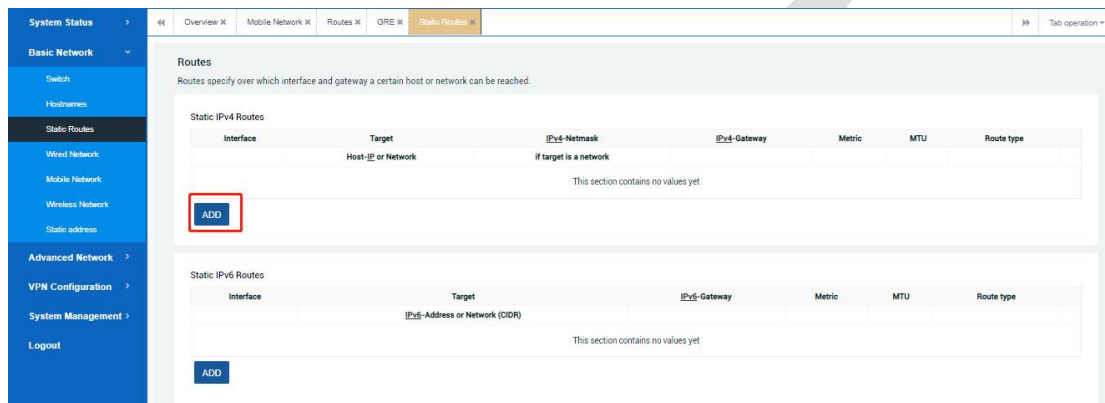 System Status
Overview Mobile Network Routes GRE Static Routes Tab operation
Basic Network
Switch
Hostnames
Static Routes
Wired Network
Mobile Network
Wireless Network
Static address
Advanced Network
VPN Configuration
System Management
Logout
Routes
Routes specify over which interface and gateway a certain host or network can be reached.
Static IPv4 Routes
Interface Target IPv4-Netmask IPv4-Gateway Metric MTU Route type
Host-IP or Network if target is a network
This section contains no values yet
ADD
Static IPv6 Routes
Interface Target IPv6-Gateway Metric MTU Route type
IPv6-Address or Network (CIDR)
This section contains no values yet
ADD